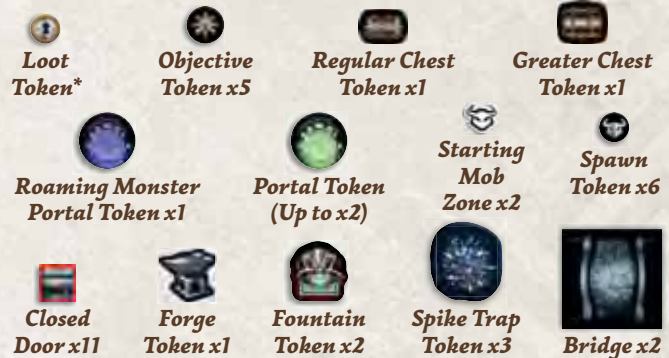 Loot
Token*
Objective
Token x5
Regular Chest
Token x1
Greater Chest
Token x1
Roaming Monster
Portal Token x1
Portal Token
(Up to x2)
Starting
Mob
Zone x2
Spawn
Token x6
Closed
Door x11
Forge
Token x1
Fountain
Token x2
Spike Trap
Token x3
Bridge x2